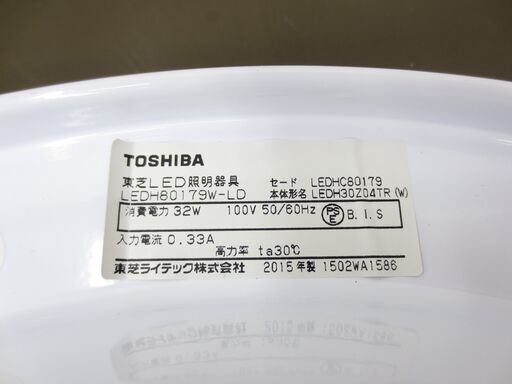 TOSHIBA
東芝LED照明器具 セード LEDHC80179
LEDH80179W-LD 本体形名 LEDH30Z04TR (W)
消費電力 32W 100V 50/60Hz PSE B.I.S
入力電流 0.33A
高力率 ta30℃
東芝ライテック株式会社 2015年製 1502WA1586